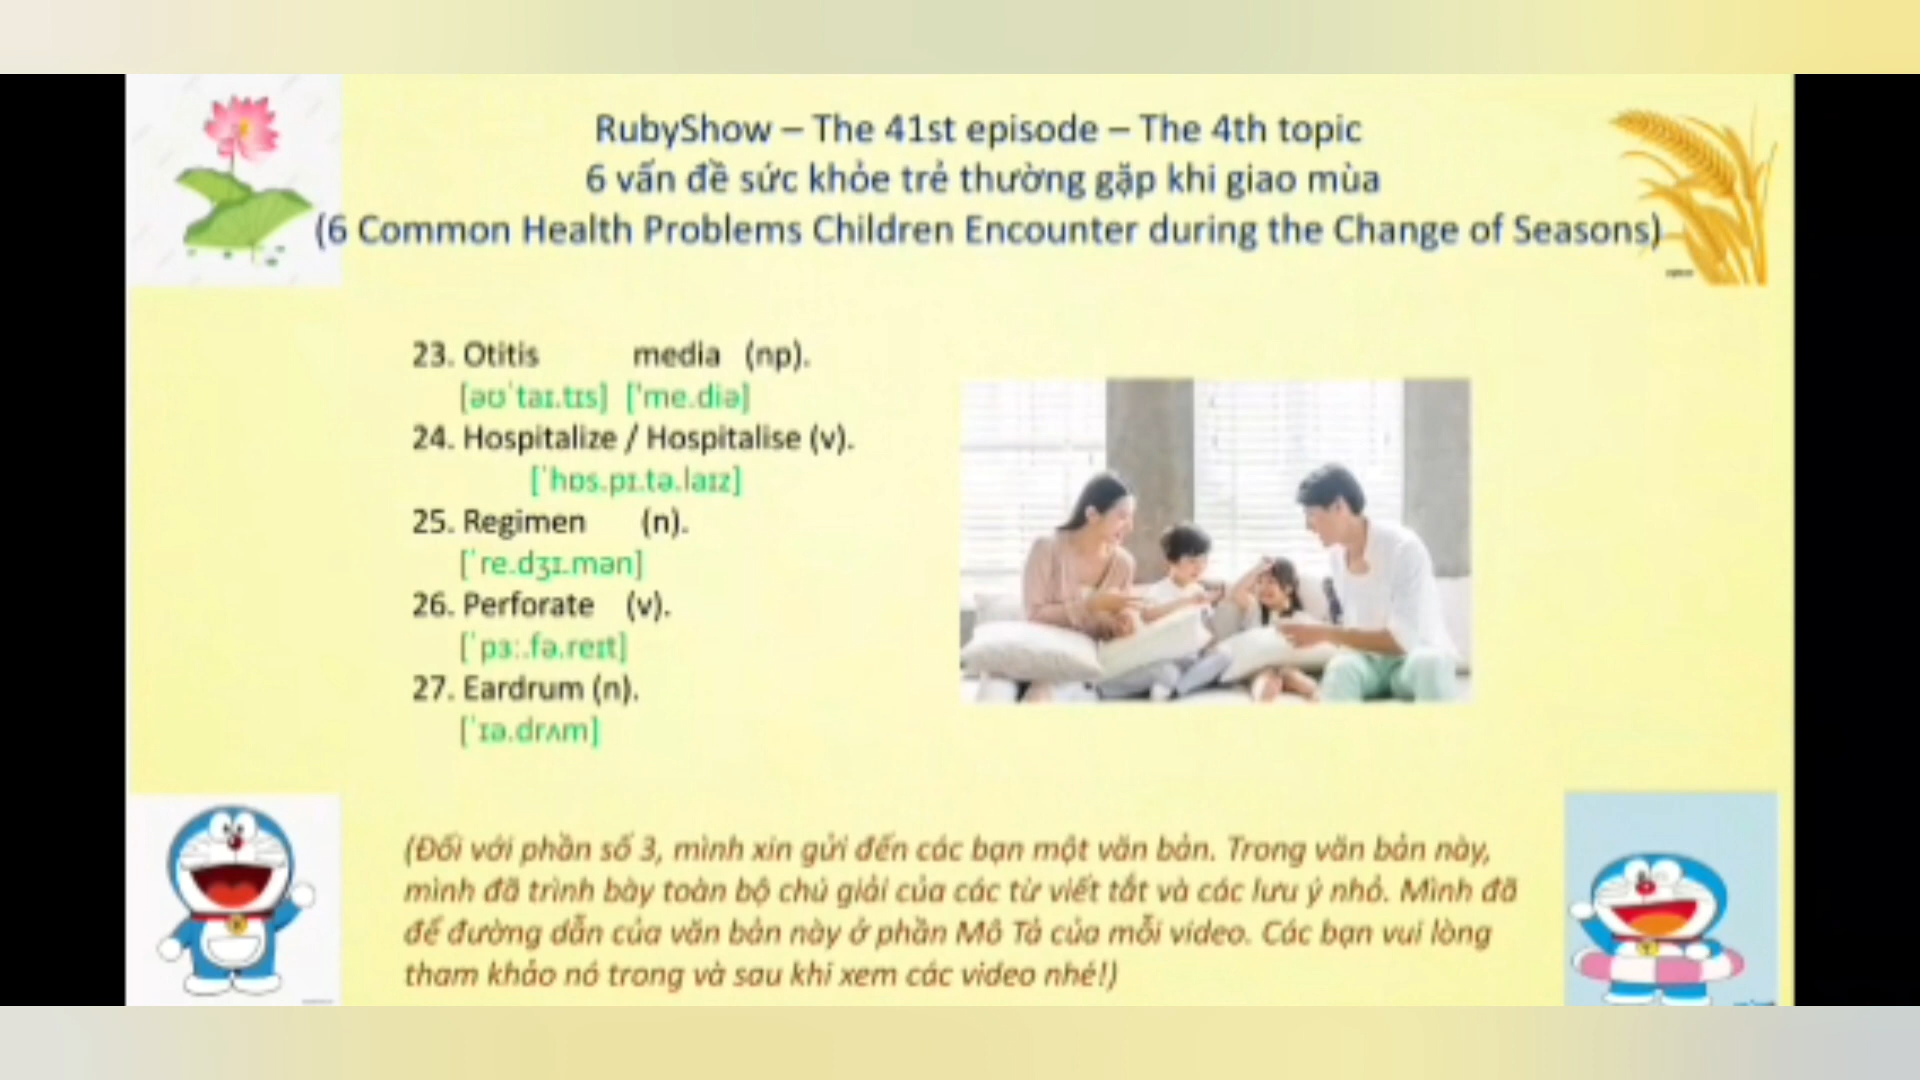 RubyShow – The 41st episode – The 4th topic
6 vấn đề sức khỏe trẻ thường gặp khi giao mùa
(6 Common Health Problems Children Encounter during the Change of Seasons)
23. Otitis media (np).
[əʊˈtaɪ.tɪs] ['me.diə]
24. Hospitalize / Hospitalise (v).
[ˈhɒs.pɪ.tə.laɪz]
25. Regimen (n).
[ˈre.dʒɪ.mən]
26. Perforate (v).
[ˈpɜː.fə.reɪt]
27. Eardrum (n).
[ˈɪə.drʌm]
(Đối với phần số 3, mình xin gửi đến các bạn một văn bản. Trong văn bản này,
mình đã trình bày toàn bộ chú giải của các từ viết tắt và các lưu ý nhỏ. Mình đã
để đường dẫn của văn bản này ở phần Mô Tả của mỗi video. Các bạn vui lòng
tham khảo nó trong và sau khi xem các video nhé!)